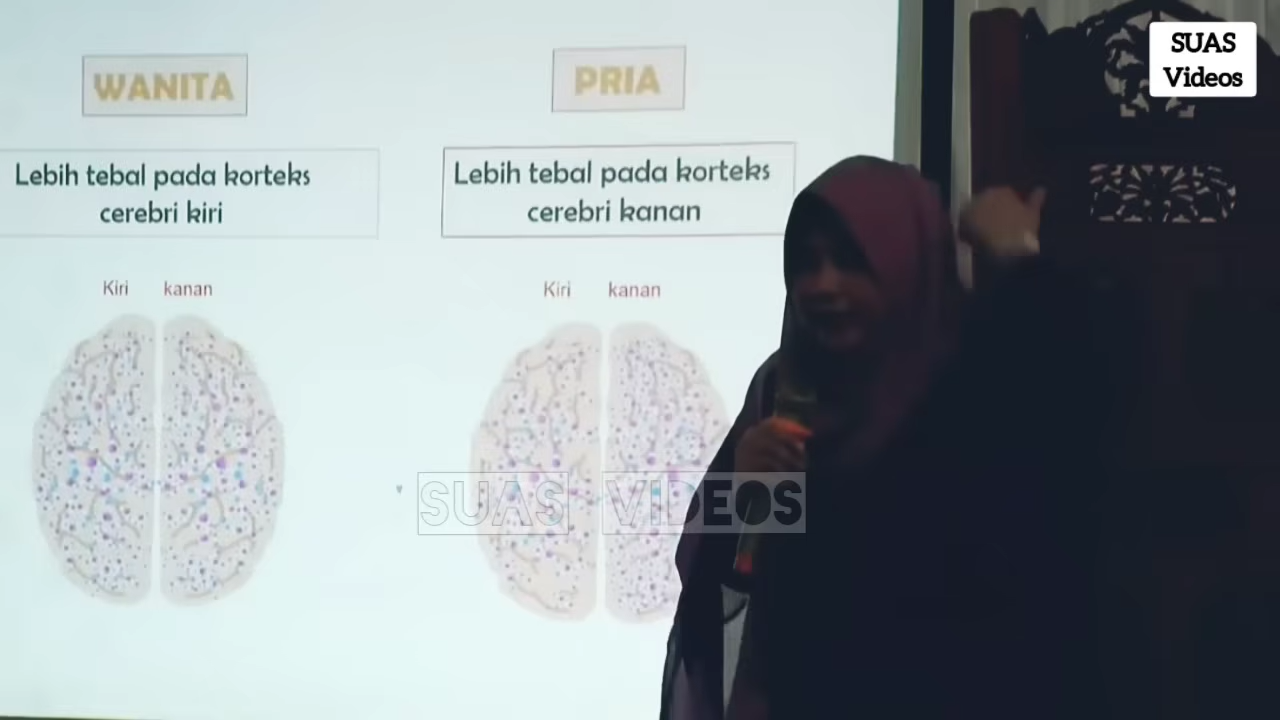 SUAS
Videos
WANITA
PRIA
Lebih tebal pada korteks
cerebri kiri
Lebih tebal pada korteks
cerebri kanan
Kiri kanan
Kiri kanan
SUAS VIDEOS